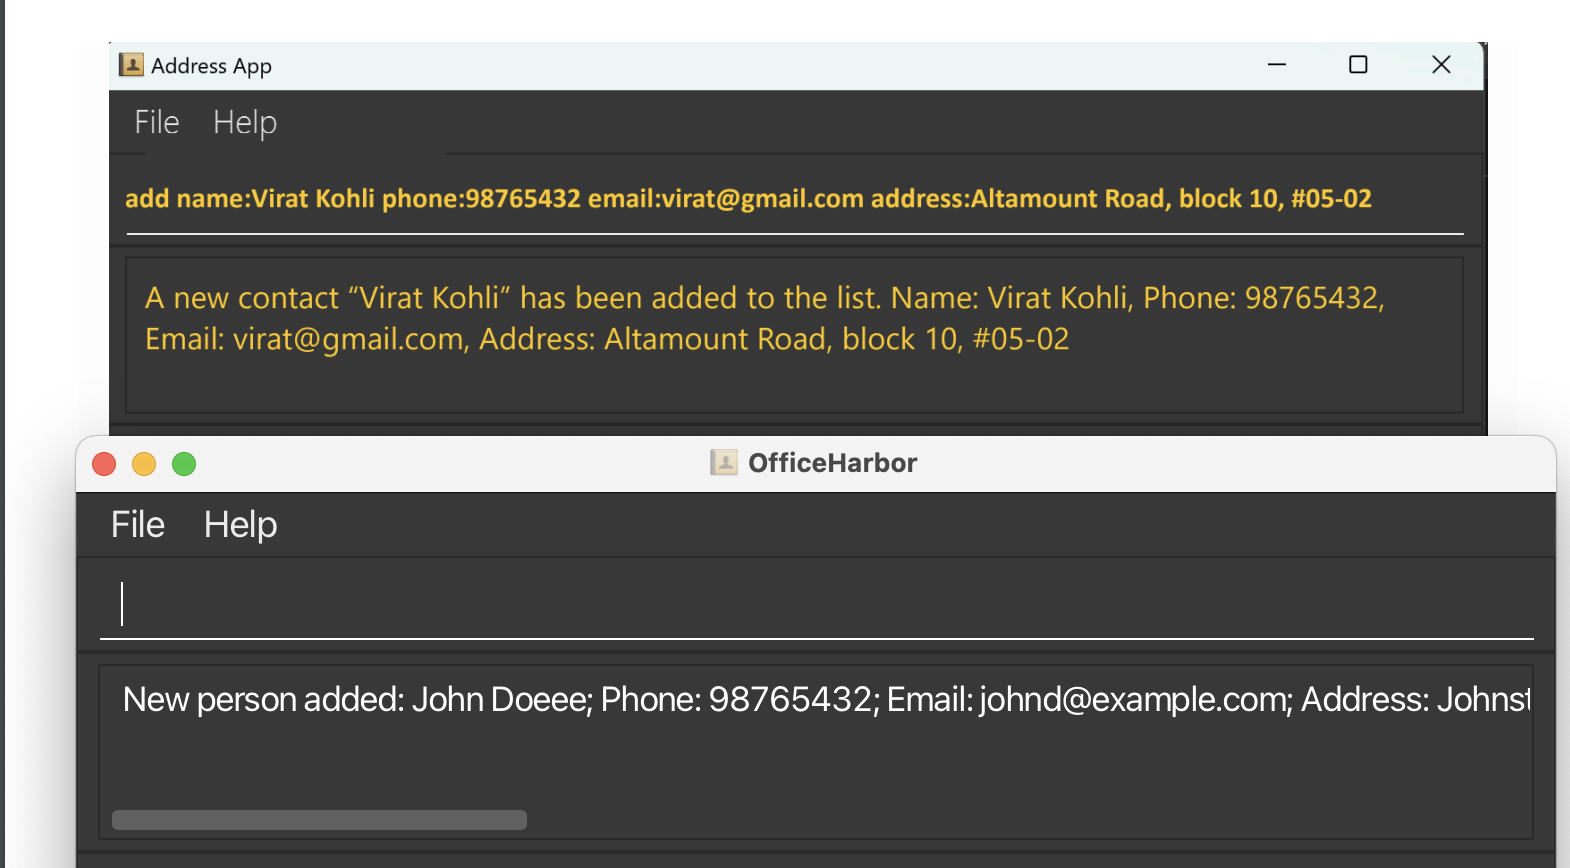 Address App
File Help
add name:Virat Kohli phone:98765432 email:virat@gmail.com address:Altamount Road, block 10, #05-02
A new contact “Virat Kohli” has been added to the list. Name: Virat Kohli, Phone: 98765432,
Email: virat@gmail.com, Address: Altamount Road, block 10, #05-02
OfficeHarbor
File Help
New person added: John Doeee; Phone: 98765432; Email: johnd@example.com; Address: Johnst